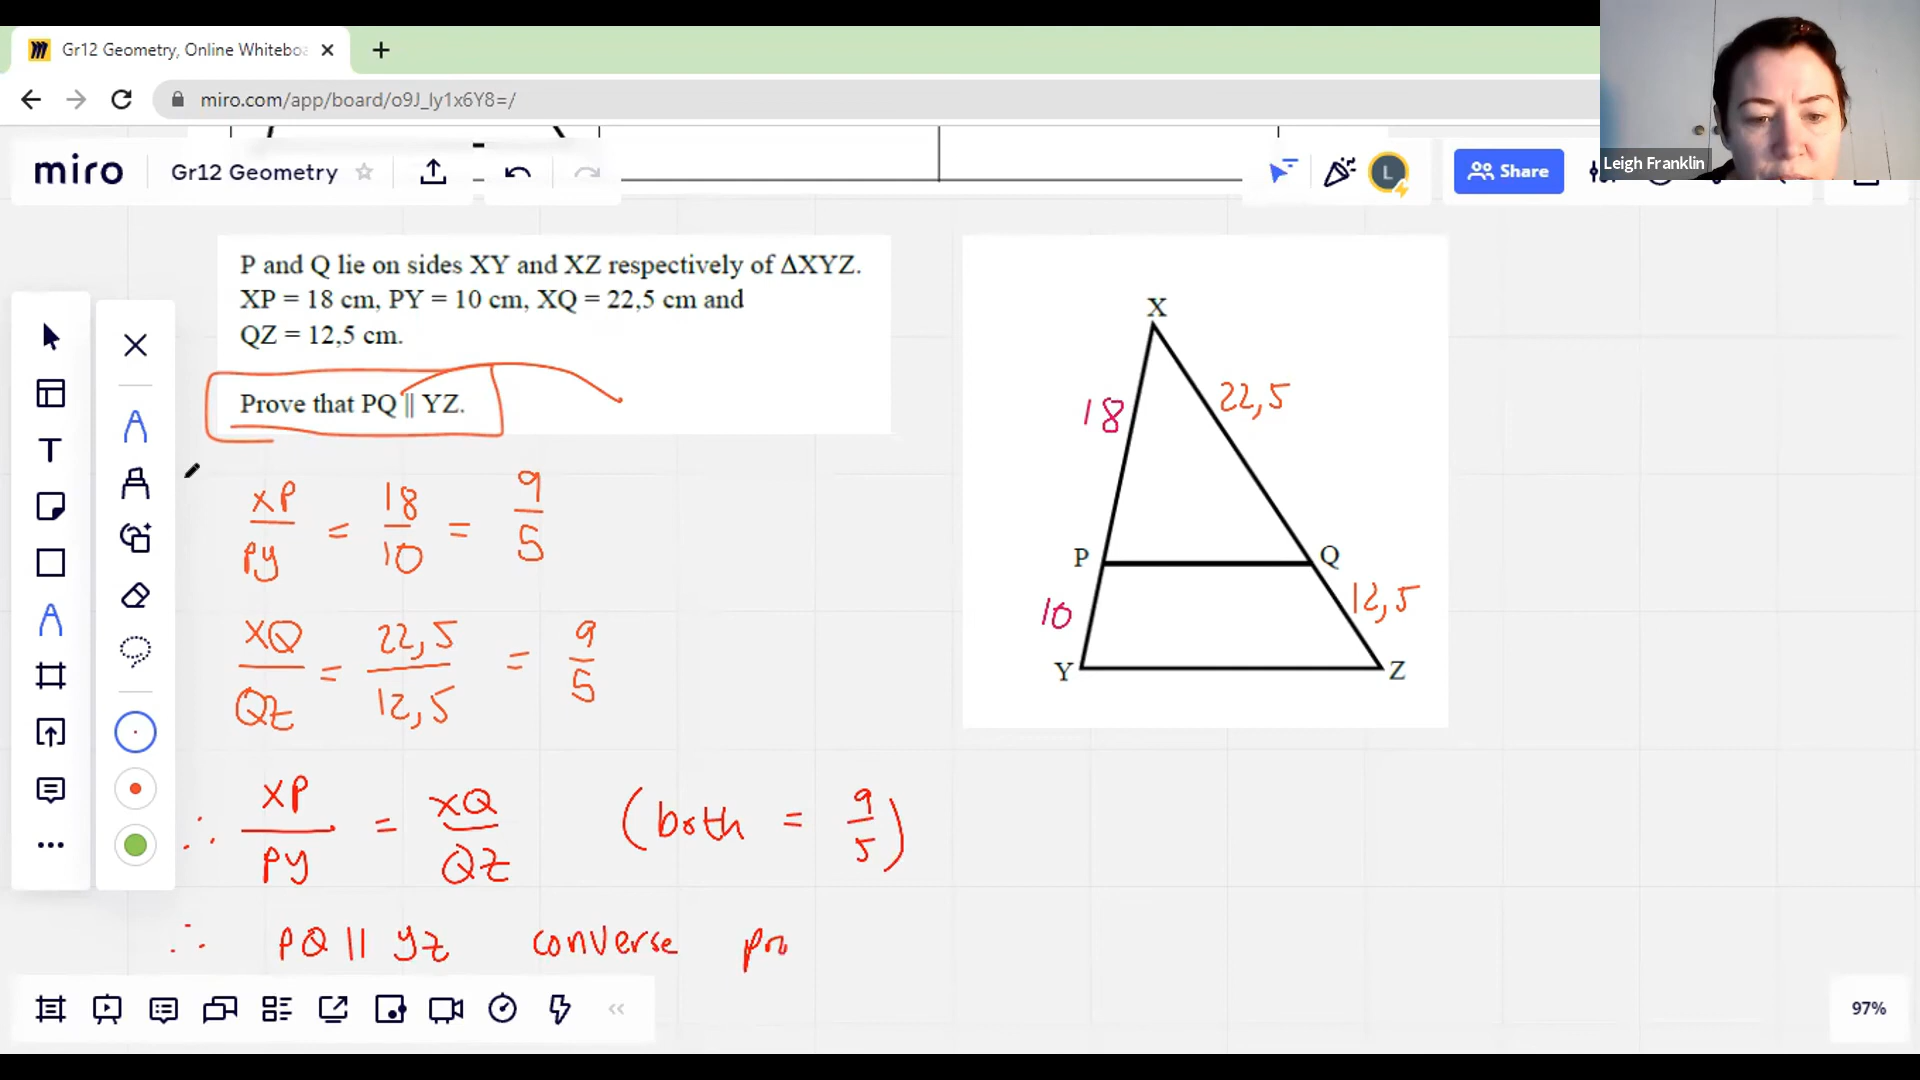 Gr12 Geometry, Online Whiteboa
miro.com/app/board/o9J_ly1x6Y8=/
Leigh Franklin
miro
Gr12 Geometry
L
Share
P and Q lie on sides XY and XZ respectively of ΔXYZ.
XP = 18 cm, PY = 10 cm, XQ = 22,5 cm and
QZ = 12,5 cm.
Prove that PQ || YZ.
XP/PY = 18/10 = 9/5
XQ/QZ = 22,5/12,5 = 9/5
∴ XP/PY = XQ/QZ (both = 9/5)
∴ PQ || YZ converse pro
X
18
22,5
P
Q
10
12,5
Y
Z
T
97%